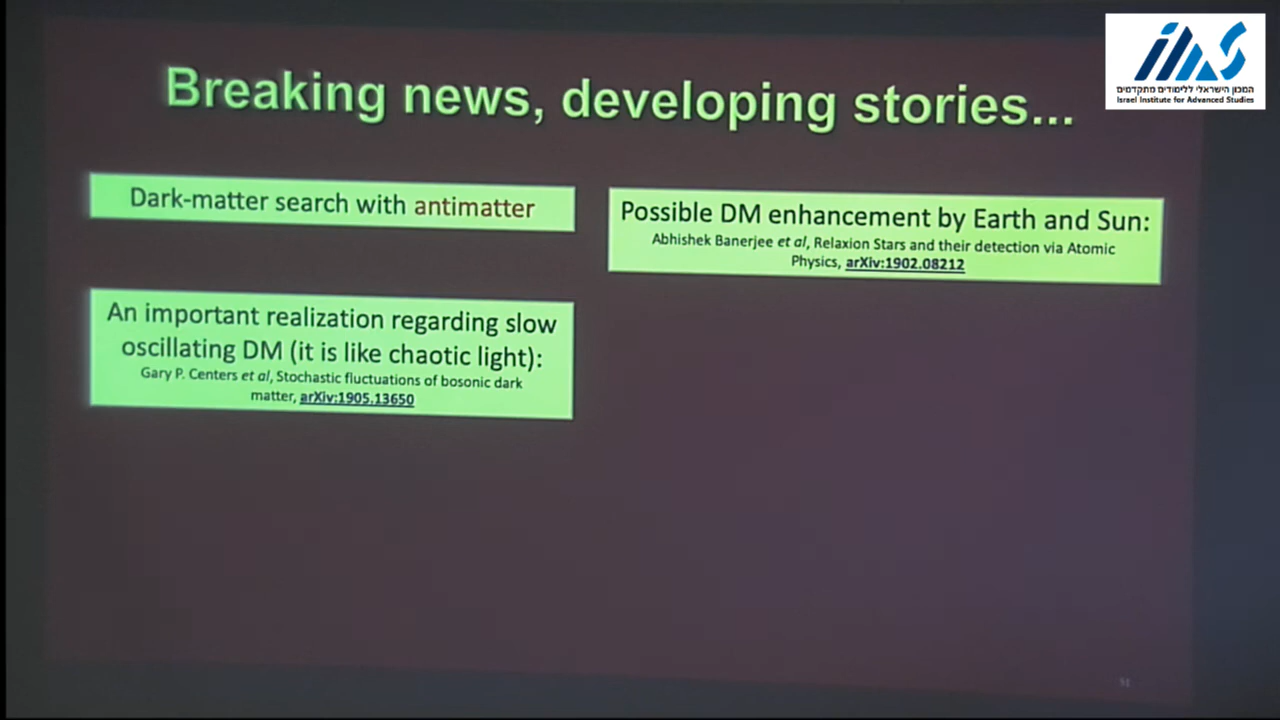 Breaking news, developing stories...
Dark-matter search with antimatter
Possible DM enhancement by Earth and Sun:
Abhishek Banerjee et al, Relaxion Stars and their detection via Atomic
Physics, arXiv:1902.08212
An important realization regarding slow
oscillating DM (it is like chaotic light):
Gary P. Centers et al, Stochastic fluctuations of bosonic dark
matter, arXiv:1905.13650
המכון הישראלי ללימודים מתקדמים
Israel Institute for Advanced Studies